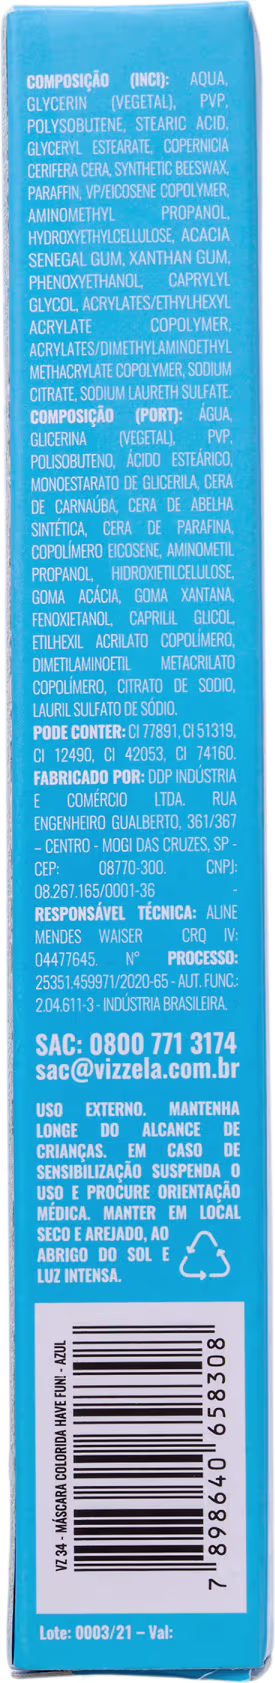 COMPOSIÇÃO (INCI): AQUA,
GLYCERIN (VEGETAL), PVP,
POLYSOBUTENE, STEARIC ACID,
GLYCERYL ESTEARATE, COPERNICIA
CERIFERA CERA, SYNTHETIC BEESWAX,
PARAFFIN, VP/EICOSENE COPOLYMER,
AMINOMETHYL PROPANOL,
HYDROXYETHYLCELLULOSE, ACACIA
SENEGAL GUM, XANTHAN GUM,
PHENOXYETHANOL, CAPRYLYL
GLYCOL, ACRYLATES/ETHYLHEXYL
ACRYLATE COPOLYMER,
ACRYLATES/DIMETHYLAMINOETHYL
METHACRYLATE COPOLYMER, SODIUM
CITRATE, SODIUM LAURETH SULFATE.
COMPOSIÇÃO (PORT): ÁGUA,
GLICERINA (VEGETAL), PVP,
POLISOBUTENO, ÁCIDO ESTEÁRICO,
MONOESTARATO DE GLICERILA, CERA
DE CARNAÚBA, CERA DE ABELHA
SINTÉTICA, CERA DE PARAFINA,
COPOLÍMERO EICOSENE, AMINOMETIL
PROPANOL, HIDROXIETILCELULOSE,
GOMA ACÁCIA, GOMA XANTANA,
FENOXIETANOL, CAPRILIL GLICOL,
ETILHEXIL ACRILATO COPOLÍMERO,
DIMETILAMINOETIL METACRILATO
COPOLÍMERO, CITRATO DE SODIO,
LAURIL SULFATO DE SÓDIO.
PODE CONTER: CI 77891, CI 51319,
CI 12490, CI 42053, CI 74160.
FABRICADO POR: DDP INDÚSTRIA
E COMÉRCIO LTDA. RUA
ENGENHEIRO GUALBERTO, 361/367
– CENTRO - MOGI DAS CRUZES, SP -
CEP: 08770-300. CNPJ:
08.267.165/0001-36 -
RESPONSÁVEL TÉCNICA: ALINE
MENDES WAISER CRQ IV:
04477645. N° PROCESSO:
25351.459971/2020-65 - AUT. FUNC.:
2.04.611-3 - INDÚSTRIA BRASILEIRA.
SAC: 0800 771 3174
sac@vizzela.com.br
USO EXTERNO. MANTENHA
LONGE DO ALCANCE DE
CRIANÇAS. EM CASO DE
SENSIBILIZAÇÃO SUSPENDA O
USO E PROCURE ORIENTAÇÃO
MÉDICA. MANTER EM LOCAL
SECO E AREJADO, AO
ABRIGO DO SOL E
LUZ INTENSA.
VZ 34 - MÁSCARA COLORIDA HAVE FUN! - AZUL
7 898640 658308
Lote: 0003/21 – Val: